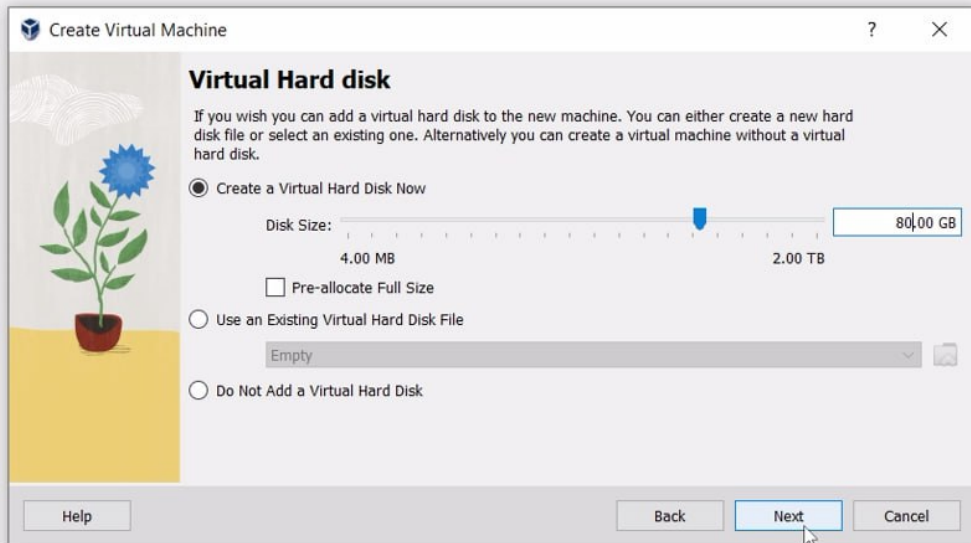 Create Virtual Machine
?
Virtual Hard disk
If you wish you can add a virtual hard disk to the new machine. You can either create a new hard
disk file or select an existing one. Alternatively you can create a virtual machine without a virtual
hard disk.
Create a Virtual Hard Disk Now
Disk Size:
80.00 GB
4.00 MB
2.00 TB
Pre-allocate Full Size
Use an Existing Virtual Hard Disk File
Empty
Do Not Add a Virtual Hard Disk
Help
Back
Next
Cancel